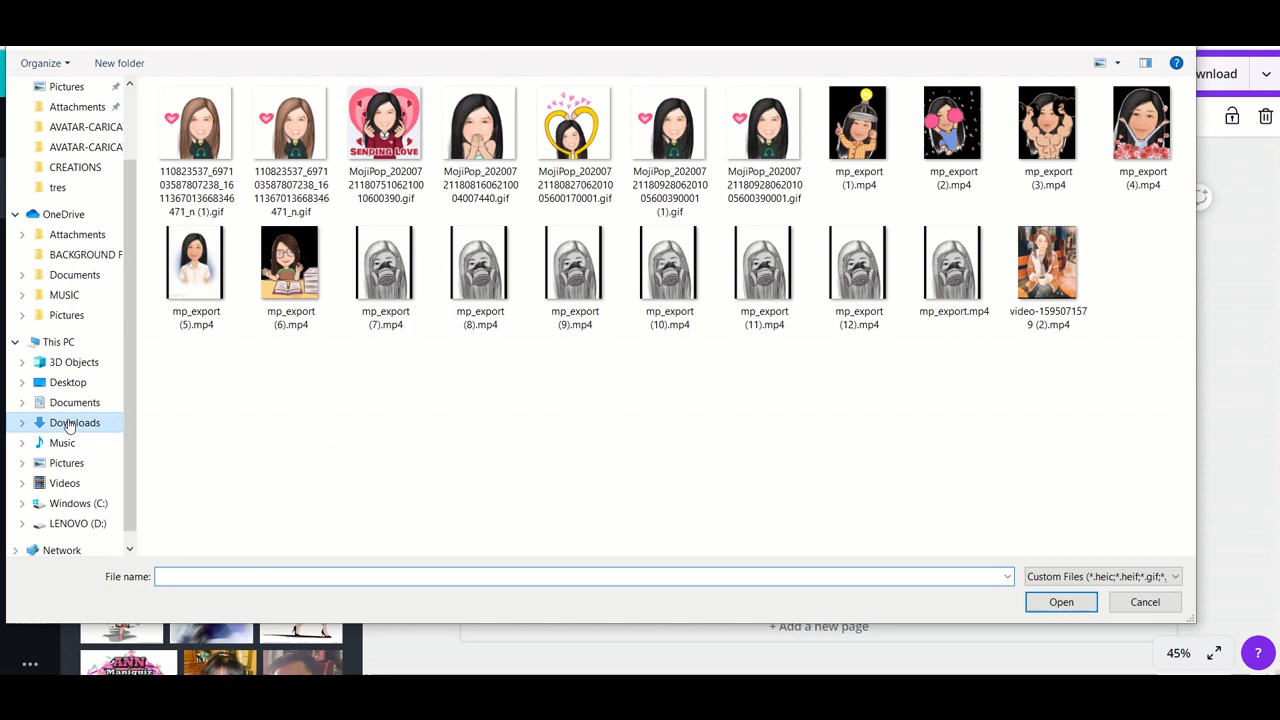 Organize
New folder
wnload
Pictures
Attachments
AVATAR-CARICA
AVATAR-CARICA
CREATIONS
tres
OneDrive
Attachments
BACKGROUND F
Documents
MUSIC
Pictures
This PC
3D Objects
Desktop
Documents
Downloads
Music
Pictures
Videos
Windows (C:)
LENOVO (D:)
Network
SENDING LOVE
110823537_6971
03587807238_16
11367013668346
471_n (1).gif
110823537_6971
03587807238_16
11367013668346
471_n.gif
MojiPop_202007
21180751062100
10600390.gif
MojiPop_202007
21180816062100
04007440.gif
MojiPop_202007
21180827062010
05600170001.gif
MojiPop_202007
21180928062010
05600390001
(1).gif
MojiPop_202007
21180928062010
05600390001.gif
mp_export
(1).mp4
mp_export
(2).mp4
mp_export
(3).mp4
mp_export
(4).mp4
mp_export
(5).mp4
mp_export
(6).mp4
mp_export
(7).mp4
mp_export
(8).mp4
mp_export
(9).mp4
mp_export
(10).mp4
mp_export
(11).mp4
mp_export
(12).mp4
mp_export.mp4
video-159507157
9 (2).mp4
File name:
Custom Files (*.heic;*.heif;*.gif;*.
Open
Cancel
+ Add a new page
ANN
Maniquiz
45%
?